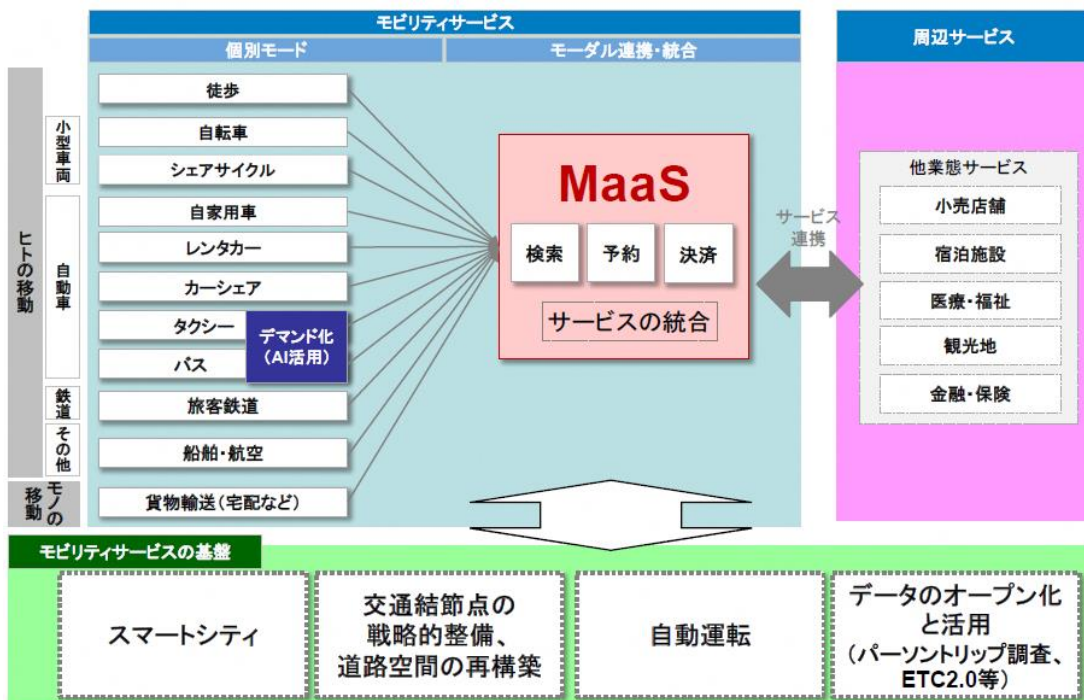 モビリティサービス
個別モード
モーダル連携・統合
周辺サービス
ヒトの移動
小型車両
自動車
鉄道
その他
モノの
移動
徒歩
自転車
シェアサイクル
自家用車
レンタカー
カーシェア
タクシー
バス
デマンド化
(AI活用)
旅客鉄道
船舶・航空
貨物輸送(宅配など)
MaaS
検索
予約
決済
サービスの統合
サービス
連携
他業態サービス
小売店舗
宿泊施設
医療・福祉
観光地
金融・保険
モビリティサービスの基盤
スマートシティ
交通結節点の
戦略的整備、
道路空間の再構築
自動運転
データのオープン化
と活用
(パーソントリップ調査、
ETC2.0等)